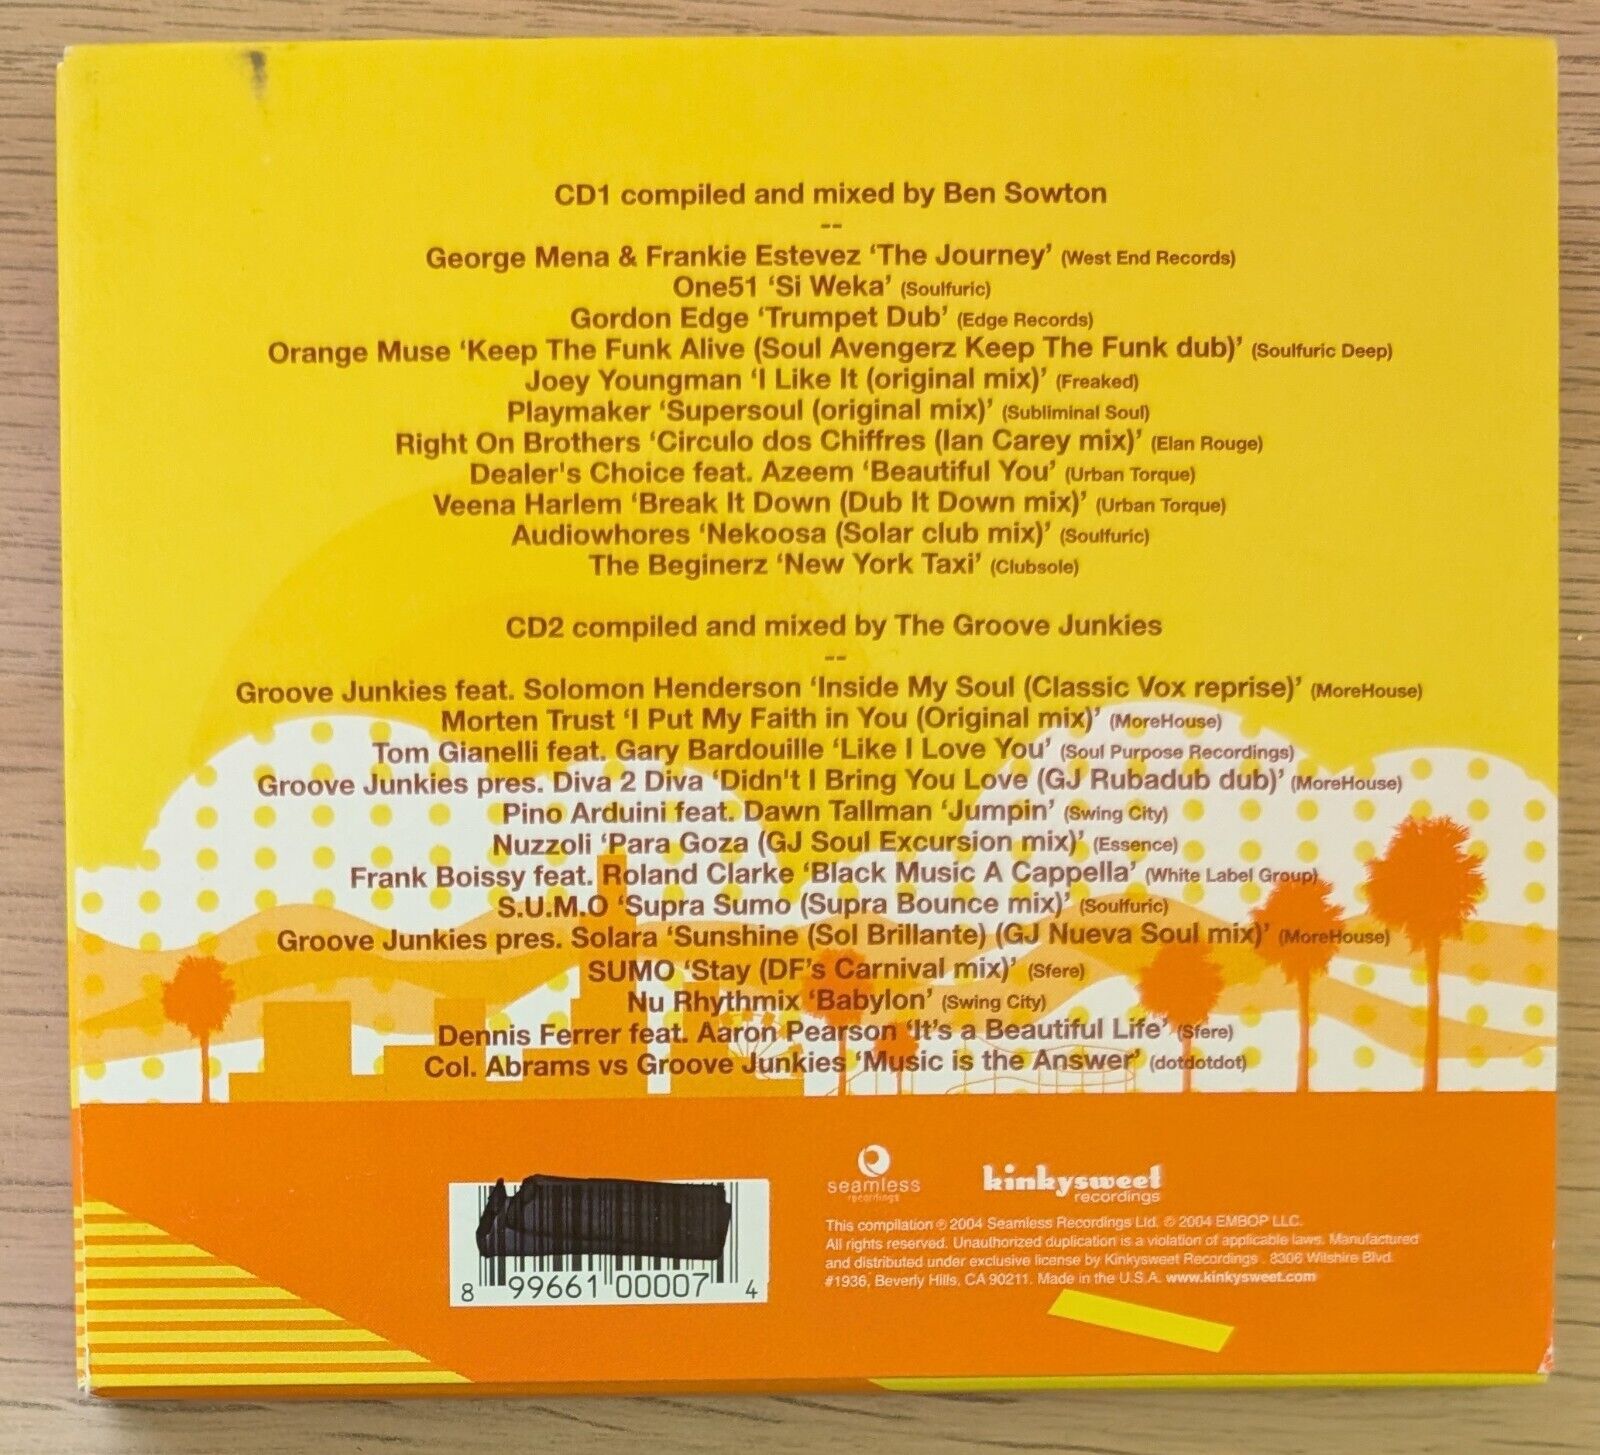 CD1 compiled and mixed by Ben Sowton
--
George Mena & Frankie Estevez ‘The Journey’ (West End Records)
One51 ‘Si Weka’ (Soulfuric)
Gordon Edge ‘Trumpet Dub’ (Edge Records)
Orange Muse ‘Keep The Funk Alive (Soul Avengerz Keep The Funk dub)’ (Soulfuric Deep)
Joey Youngman ‘I Like It (original mix)’ (Freaked)
Playmaker ‘Supersoul (original mix)’ (Subliminal Soul)
Right On Brothers ‘Circulo dos Chiffres (Ian Carey mix)’ (Elan Rouge)
Dealer's Choice feat. Azeem ‘Beautiful You’ (Urban Torque)
Veena Harlem ‘Break It Down (Dub It Down mix)’ (Urban Torque)
Audiowhores ‘Nekoosa (Solar club mix)’ (Soulfuric)
The Beginerz ‘New York Taxi’ (Clubsole)
CD2 compiled and mixed by The Groove Junkies
--
Groove Junkies feat. Solomon Henderson ‘Inside My Soul (Classic Vox reprise)’ (MoreHouse)
Morten Trust ‘I Put My Faith in You (Original mix)’ (MoreHouse)
Tom Gianelli feat. Gary Bardouille ‘Like I Love You’ (Soul Purpose Recordings)
Groove Junkies pres. Diva 2 Diva ‘Didn't I Bring You Love (GJ Rubadub dub)’ (MoreHouse)
Pino Arduini feat. Dawn Tallman ‘Jumpin’ (Swing City)
Nuzzoli ‘Para Goza (GJ Soul Excursion mix)’ (Essence)
Frank Boissy feat. Roland Clarke ‘Black Music A Cappella’ (White Label Group)
S.U.M.O ‘Supra Sumo (Supra Bounce mix)’ (Soulfuric)
Groove Junkies pres. Solara ‘Sunshine (Sol Brillante) (GJ Nueva Soul mix)’ (MoreHouse)
SUMO ‘Stay (DF’s Carnival mix)’ (Sfere)
Nu Rhythmix ‘Babylon’ (Swing City)
Dennis Ferrer feat. Aaron Pearson ‘It’s a Beautiful Life’ (Sfere)
Col. Abrams vs Groove Junkies ‘Music is the Answer’ (dotdotdot)
seamless
recordings
kinkysweet
recordings
This compilation ℗ 2004 Seamless Recordings Ltd. © 2004 EMBOP LLC.
All rights reserved. Unauthorized duplication is a violation of applicable laws. Manufactured
and distributed under exclusive license by Kinkysweet Recordings . 8306 Wilshire Blvd.
#1936, Beverly Hills, CA 90211. Made in the U.S.A. www.kinkysweet.com
8 99661 00007 4